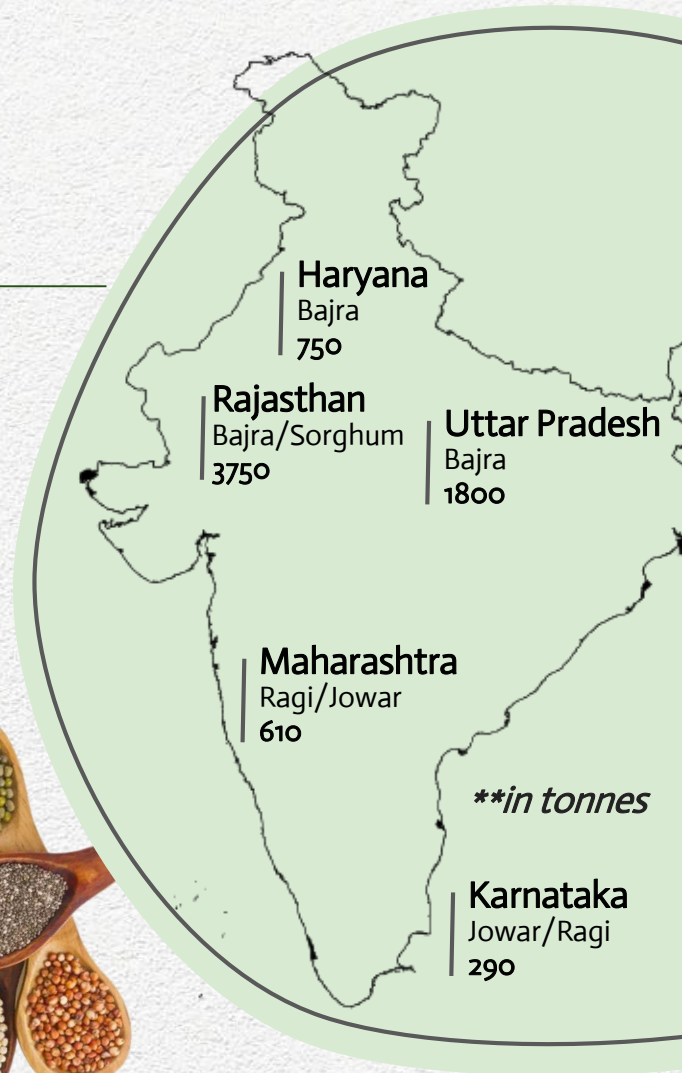 Haryana
Bajra
750
Rajasthan
Bajra/Sorghum
3750
Uttar Pradesh
Bajra
1800
Maharashtra
Ragi/Jowar
610
**in tonnes
Karnataka
Jowar/Ragi
290